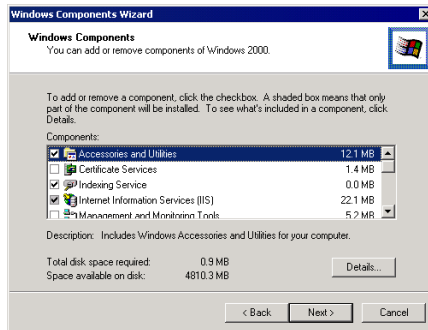 Windows Components Wizard
Windows Components
You can add or remove components of Windows 2000.
To add or remove a component, click the checkbox. A shaded box means that only
part of the component will be installed. To see what's included in a component, click
Details.
Components:
Accessories and Utilities 12.1 MB
Certificate Services 1.4 MB
Indexing Service 0.0 MB
Internet Information Services (IIS) 22.1 MB
Management and Monitoring Tools 5.2 MB
Description: Includes Windows Accessories and Utilities for your computer.
Total disk space required: 0.9 MB
Space available on disk: 4810.3 MB
Details...
< Back Next > Cancel